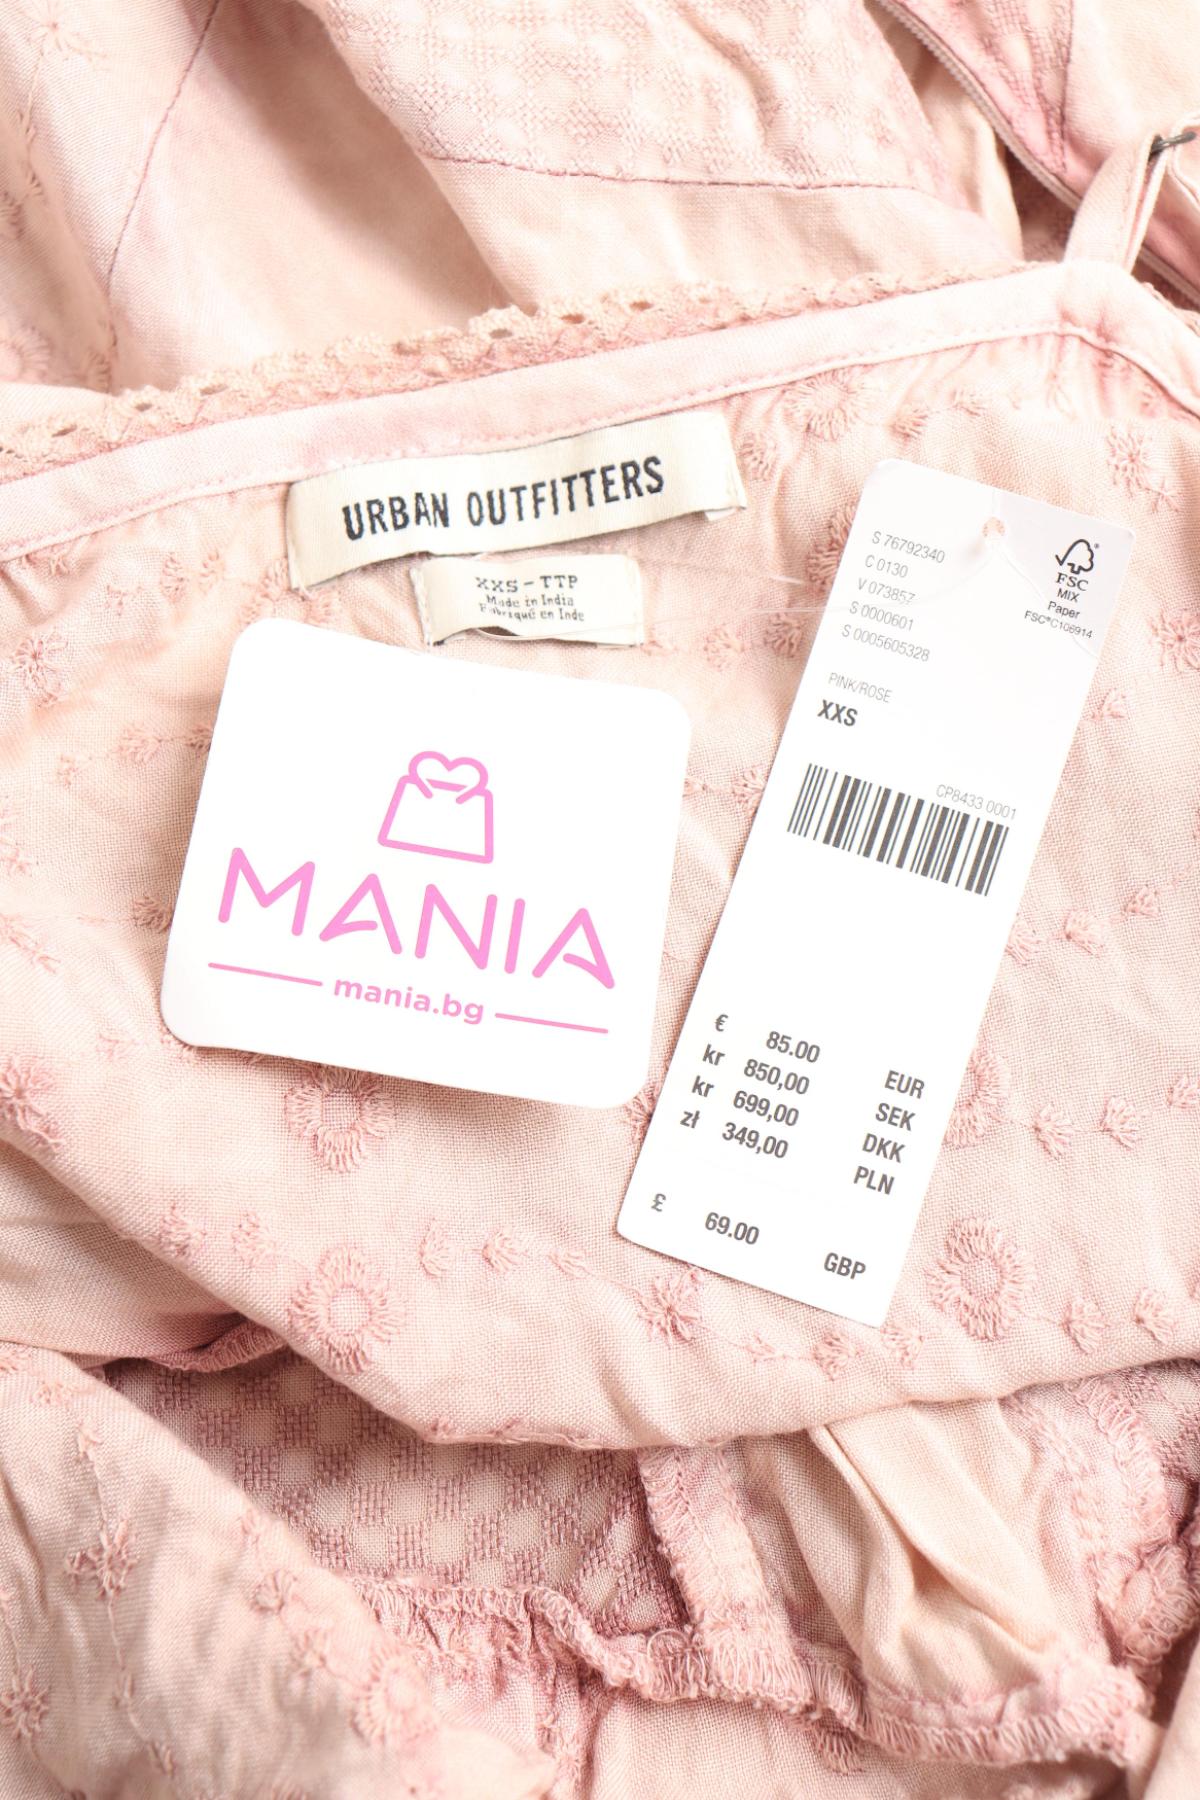 URBAN OUTFITTERS
XXS - TTP
Made in India
Fabriqué en Inde
MANIA
mania.bg
S 76792340
C 0130
V 073857
S 0000601
S 0005605328
FSC®
MIX
Paper
FSC®C106914
PINK/ROSE
XXS
CP8433 0001
€ 85.00 EUR
kr 850,00 SEK
kr 699,00 DKK
zł 349,00 PLN
£ 69.00 GBP